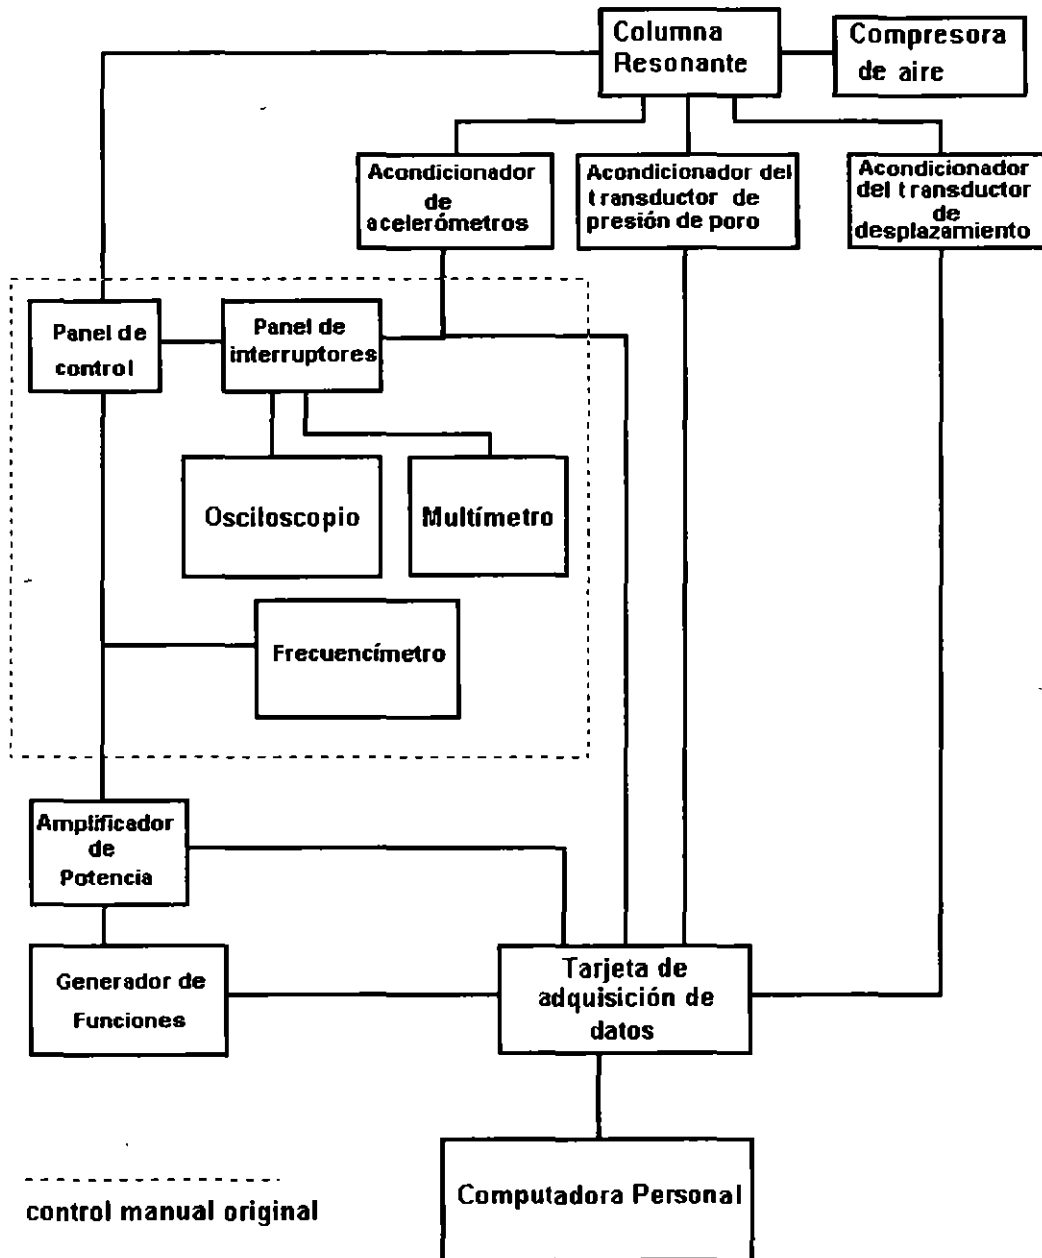 Columna
Resonante
Compresora
de aire
Acondicionador
de
acelerómetros
Acondicionador del
transductor de
presión de poro
Acondicionador
del transductor
de
desplazamiento
Panel de
control
Panel de
interruptores
Osciloscopio
Multímetro
Frecuencímetro
Amplificador
de
Potencia
Generador de
Funciones
Tarjeta de
adquisición de
datos
Computadora Personal
control manual original